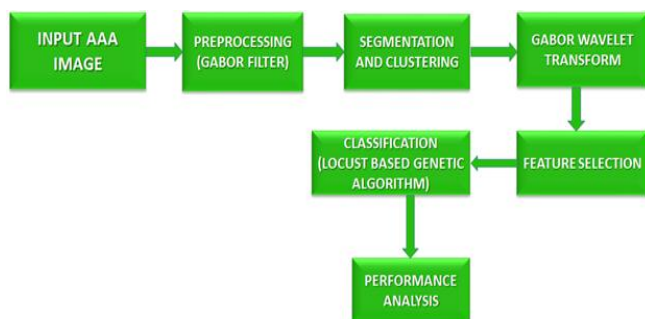 INPUT AAA
IMAGE
PREPROCESSING
(GABOR FILTER)
SEGMENTATION
AND CLUSTERING
GABOR WAVELET
TRANSFORM
FEATURE SELECTION
CLASSIFICATION
(LOCUST BASED GENETIC
ALGORITHM)
PERFORMANCE
ANALYSIS